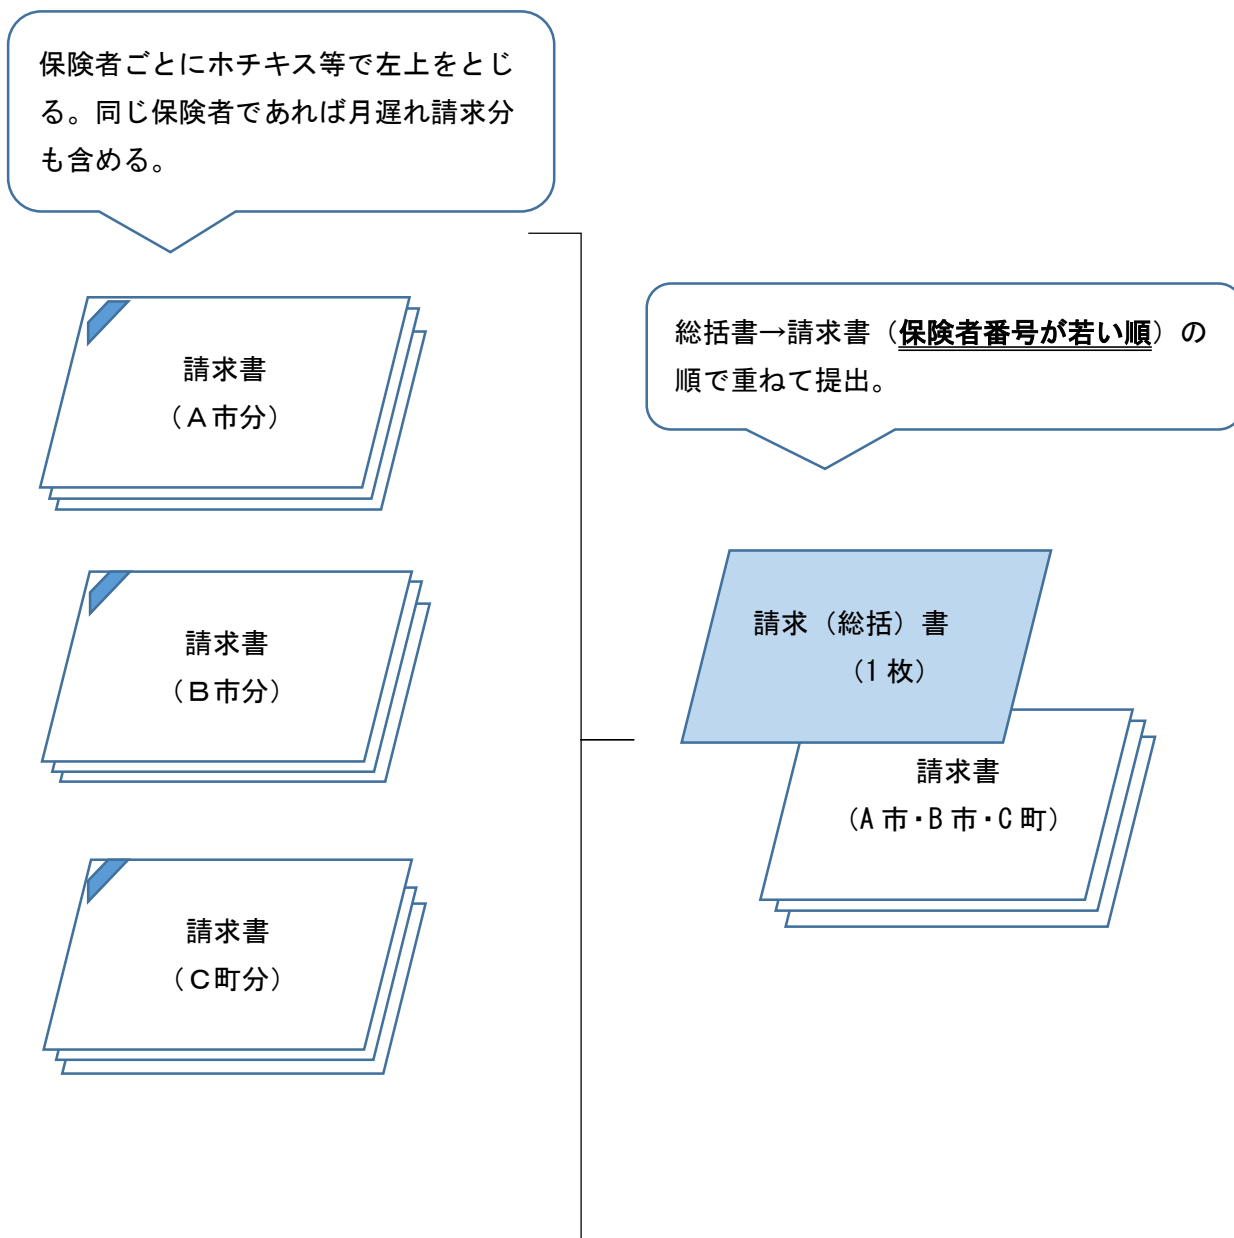 保険者ごとにホチキス等で左上をとじ
る。同じ保険者であれば月遅れ請求分
も含める。
請求書
（Ａ市分）
請求書
（Ｂ市分）
請求書
（Ｃ町分）
総括書→請求書（保険者番号が若い順）の
順で重ねて提出。
請求（総括）書
（1 枚）
請求書
（A 市・B 市・C 町）